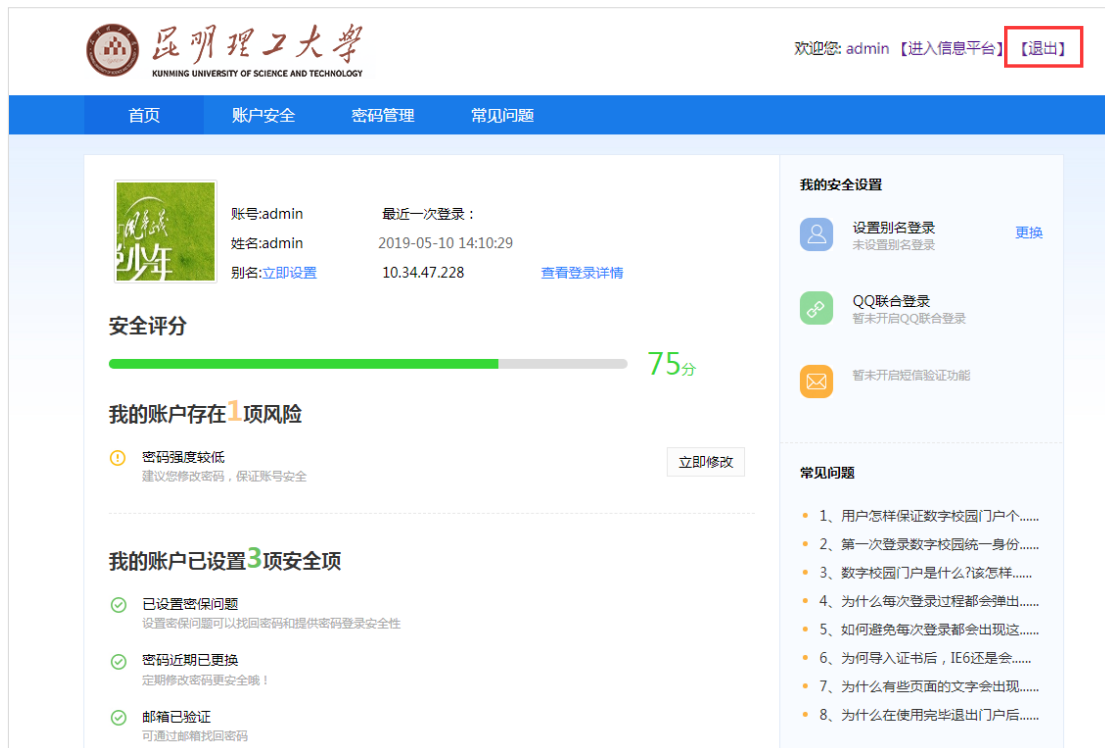 昆明理工大学
KUNMING UNIVERSITY OF SCIENCE AND TECHNOLOGY
欢迎您: admin 【进入信息平台】 【退出】
首页 账户安全 密码管理 常见问题
账号:admin 最近一次登录：
姓名:admin 2019-05-10 14:10:29
别名:立即设置 10.34.47.228 查看登录详情
安全评分
75分
我的账户存在1项风险
密码强度较低
建议您修改密码，保证账号安全
立即修改
我的账户已设置3项安全项
已设置密保问题
设置密保问题可以找回密码和提供密码登录安全性
密码近期已更换
定期修改密码更安全哦！
邮箱已验证
可通过邮箱找回密码
我的安全设置
设置别名登录
未设置别名登录
更换
QQ联合登录
暂未开启QQ联合登录
暂未开启短信验证功能
常见问题
1、用户怎样保证数字校园门户个......
2、第一次登录数字校园统一身份......
3、数字校园门户是什么?该怎样......
4、为什么每次登录过程都会弹出......
5、如何避免每次登录都会出现这......
6、为何导入证书后，IE6还是会......
7、为什么有些页面的文字会出现......
8、为什么在使用完毕退出门户后......